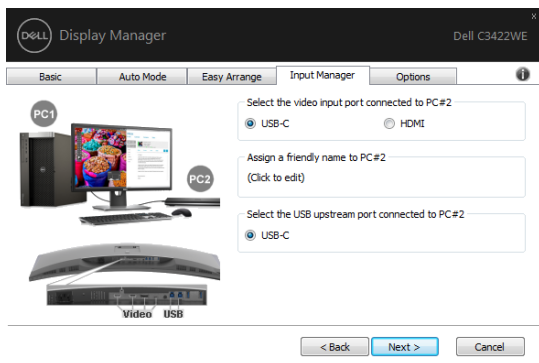 DELL Display Manager
Dell C3422WE
x
Basic
Auto Mode
Easy Arrange
Input Manager
Options
i
PC1
PC2
Video USB
Select the video input port connected to PC#2
USB-C
HDMI
Assign a friendly name to PC#2
(Click to edit)
Select the USB upstream port connected to PC#2
USB-C
< Back
Next >
Cancel